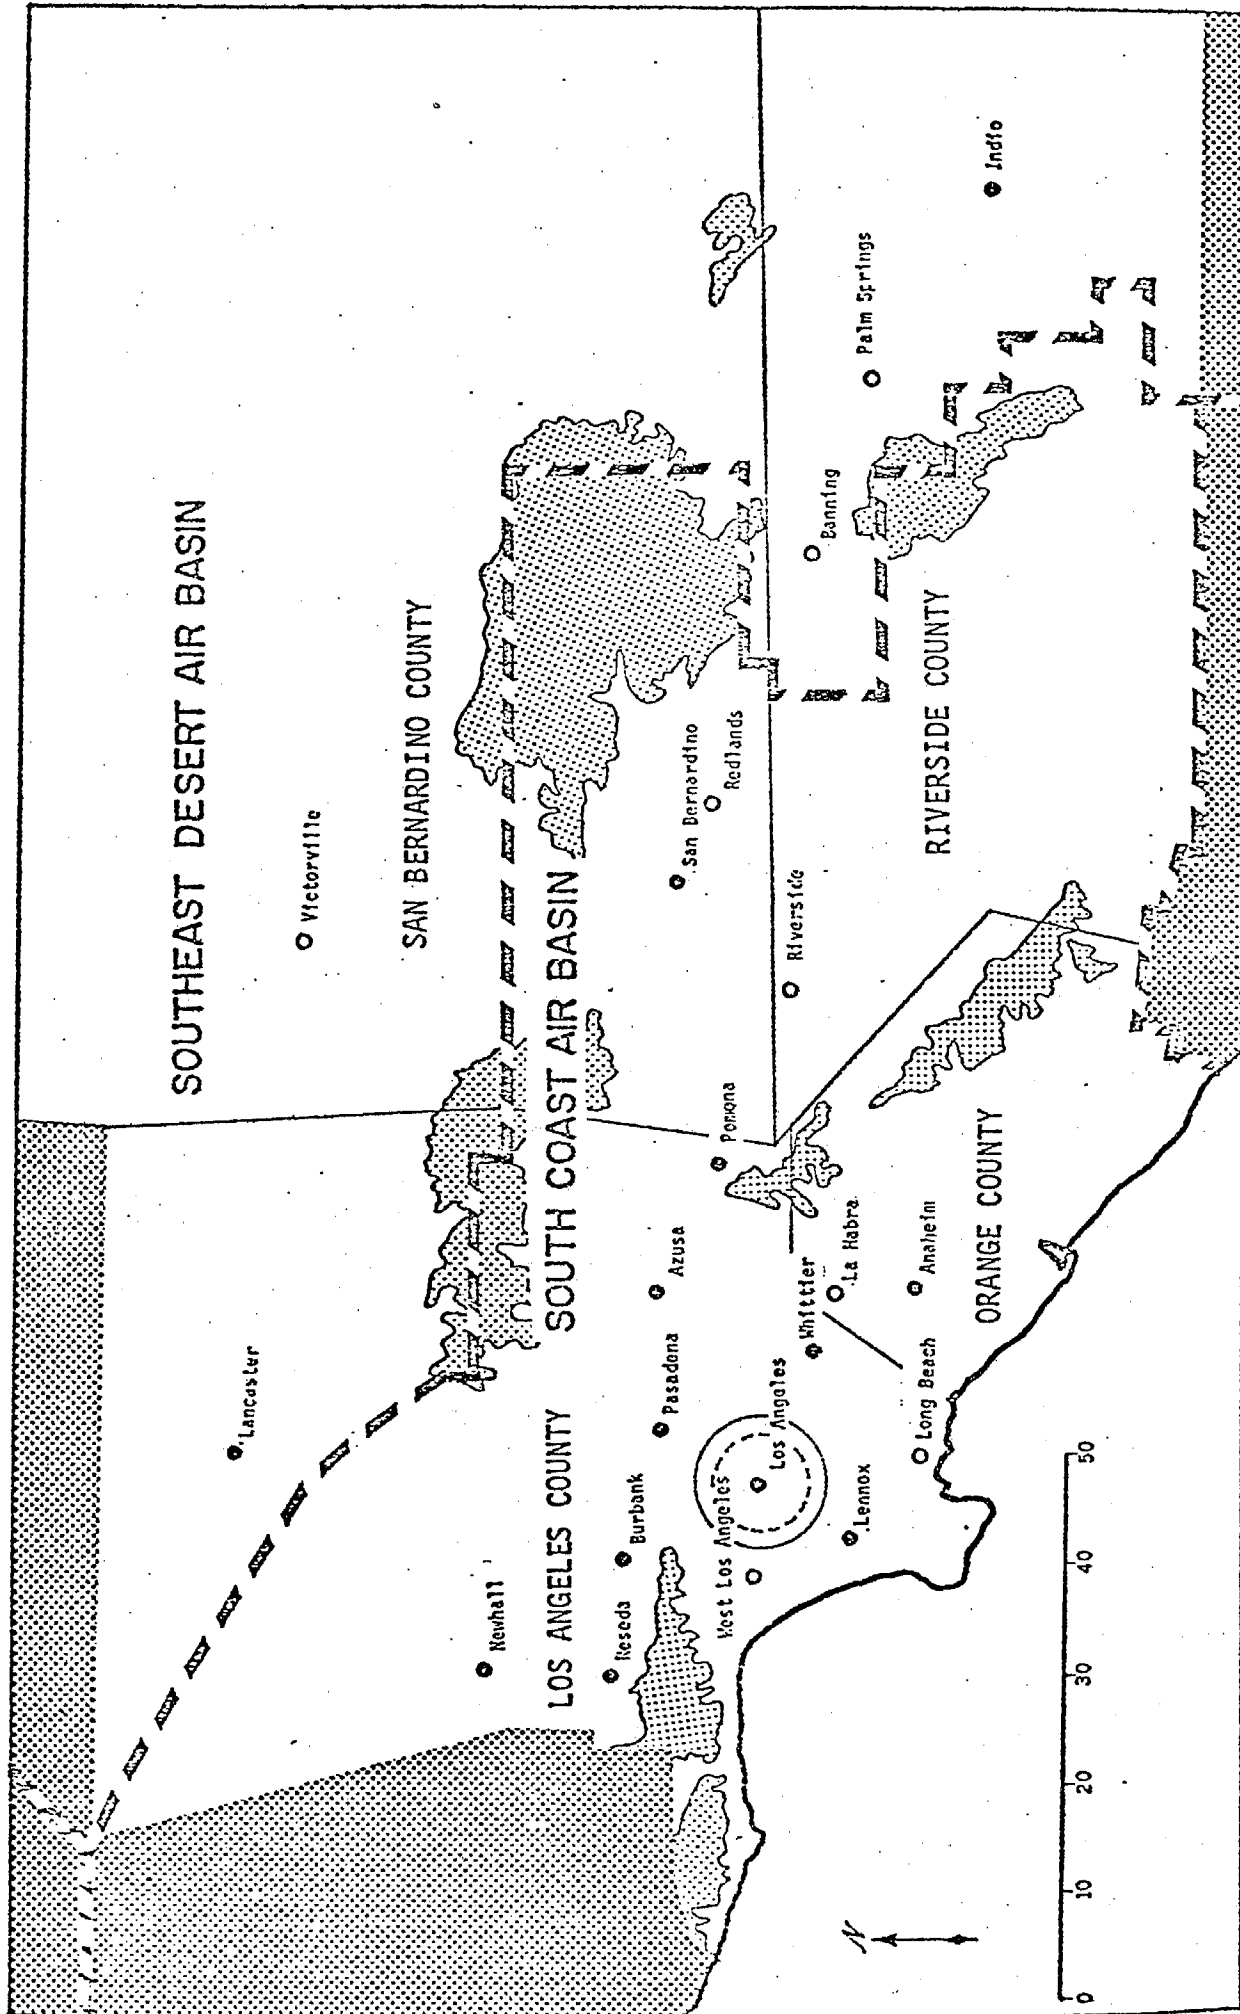 SOUTHEAST DESERT AIR BASIN
Lancaster
Victorville
SAN BERNARDINO COUNTY
Newhall
LOS ANGELES COUNTY
SOUTH COAST AIR BASIN
Reseda
Burbank
Pasadena
Azusa
San Bernardino
Redlands
Pomona
West Los Angeles
Los Angeles
Riverside
Whittier
Banning
Palm Springs
Lennox
La Habra
Long Beach
Anaheim
RIVERSIDE COUNTY
Indio
ORANGE COUNTY
N
0 10 20 30 40 50